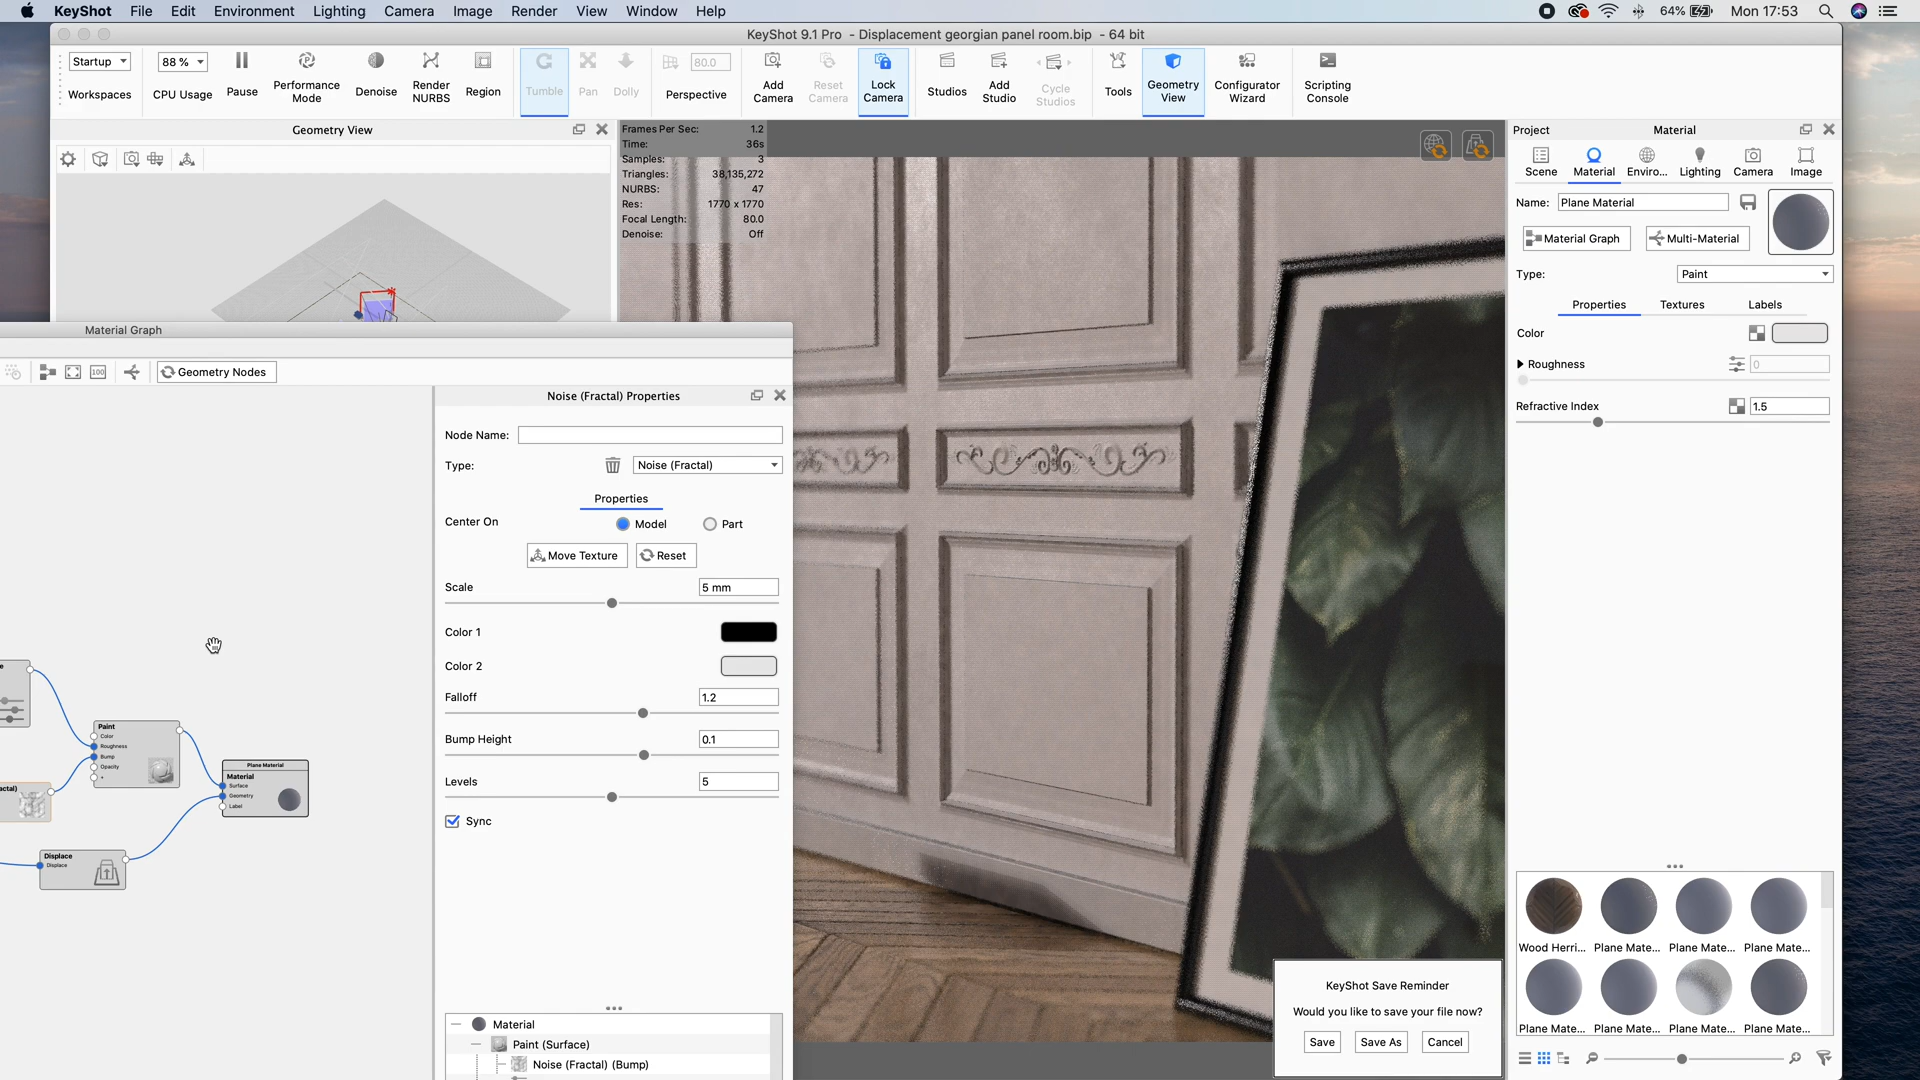 KeyShot File Edit Environment Lighting Camera Image Render View Window Help 64% Mon 17:53
KeyShot 9.1 Pro - Displacement georgian panel room.bip - 64 bit
Startup 88 % 80.0
Workspaces CPU Usage Pause Performance Mode Denoise Render NURBS Region Tumble Pan Dolly Perspective Add Camera Reset Camera Lock Camera Studios Add Studio Cycle Studios Tools Geometry View Configurator Wizard Scripting Console
Geometry View
Frames Per Sec: 1.2
Time: 36s
Samples: 3
Triangles: 38,135,272
NURBS: 47
Res: 1770 x 1770
Focal Length: 80.0
Denoise: Off
Material Graph
100 Geometry Nodes
Noise (Fractal) Properties
Node Name:
Type: Noise (Fractal)
Properties
Center On Model Part
Move Texture Reset
Scale 5 mm
Color 1
Color 2
Falloff 1.2
Bump Height 0.1
Levels 5
Sync
Material
Paint (Surface)
Noise (Fractal) (Bump)
Paint
Color
Roughness
Bump
Opacity
+
Plane Material
Material
Surface
Geometry
Label
Displace
Displace
Project Material
Scene Material Enviro... Lighting Camera Image
Name: Plane Material
Material Graph Multi-Material
Type: Paint
Properties Textures Labels
Color
Roughness 0
Refractive Index 1.5
Wood Herri... Plane Mate... Plane Mate... Plane Mate...
Plane Mate... Plane Mate... Plane Mate... Plane Mate...
KeyShot Save Reminder
Would you like to save your file now?
Save Save As Cancel